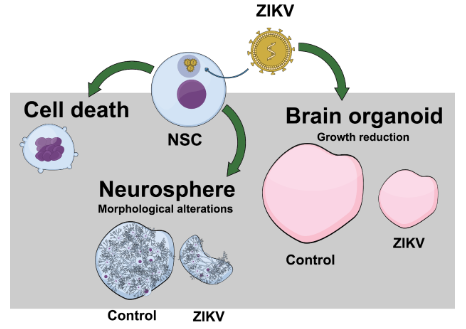 ZIKV
Cell death
NSC
Brain organoid
Growth reduction
Neurosphere
Morphological alterations
Control
ZIKV
Control
ZIKV